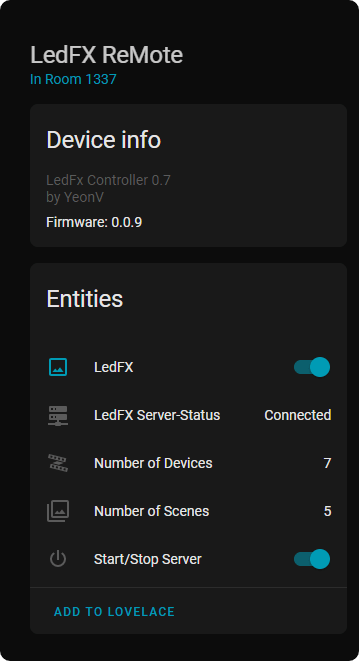 LedFX ReMote
In Room 1337
Device info
LedFx Controller 0.7
by YeonV
Firmware: 0.0.9
Entities
LedFX
LedFX Server-Status Connected
Number of Devices 7
Number of Scenes 5
Start/Stop Server
ADD TO LOVELACE